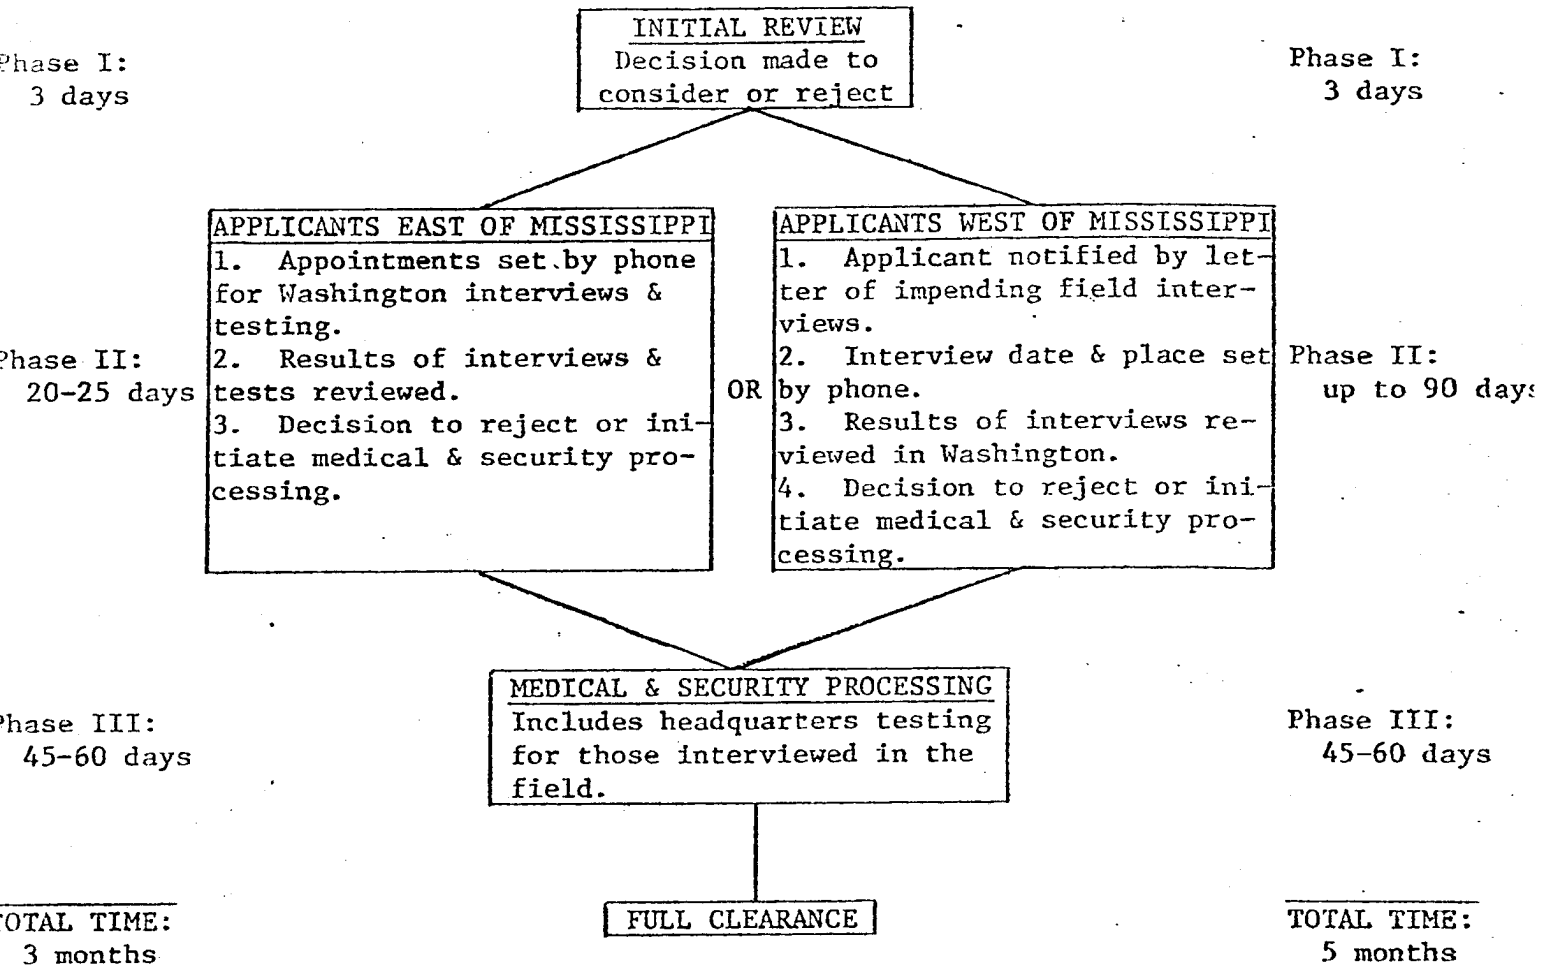 INITIAL REVIEW
Decision made to
consider or reject
Phase I:
3 days
Phase I:
3 days
APPLICANTS EAST OF MISSISSIPPI
1. Appointments set by phone
for Washington interviews &
testing.
2. Results of interviews &
tests reviewed.
3. Decision to reject or ini-
tiate medical & security pro-
cessing.
Phase II:
20-25 days
OR
APPLICANTS WEST OF MISSISSIPPI
1. Applicant notified by let-
ter of impending field inter-
views.
2. Interview date & place set
by phone.
3. Results of interviews re-
viewed in Washington.
4. Decision to reject or ini-
tiate medical & security pro-
cessing.
Phase II:
up to 90 days
MEDICAL & SECURITY PROCESSING
Includes headquarters testing
for those interviewed in the
field.
Phase III:
45-60 days
Phase III:
45-60 days
FULL CLEARANCE
TOTAL TIME:
3 months
TOTAL TIME:
5 months